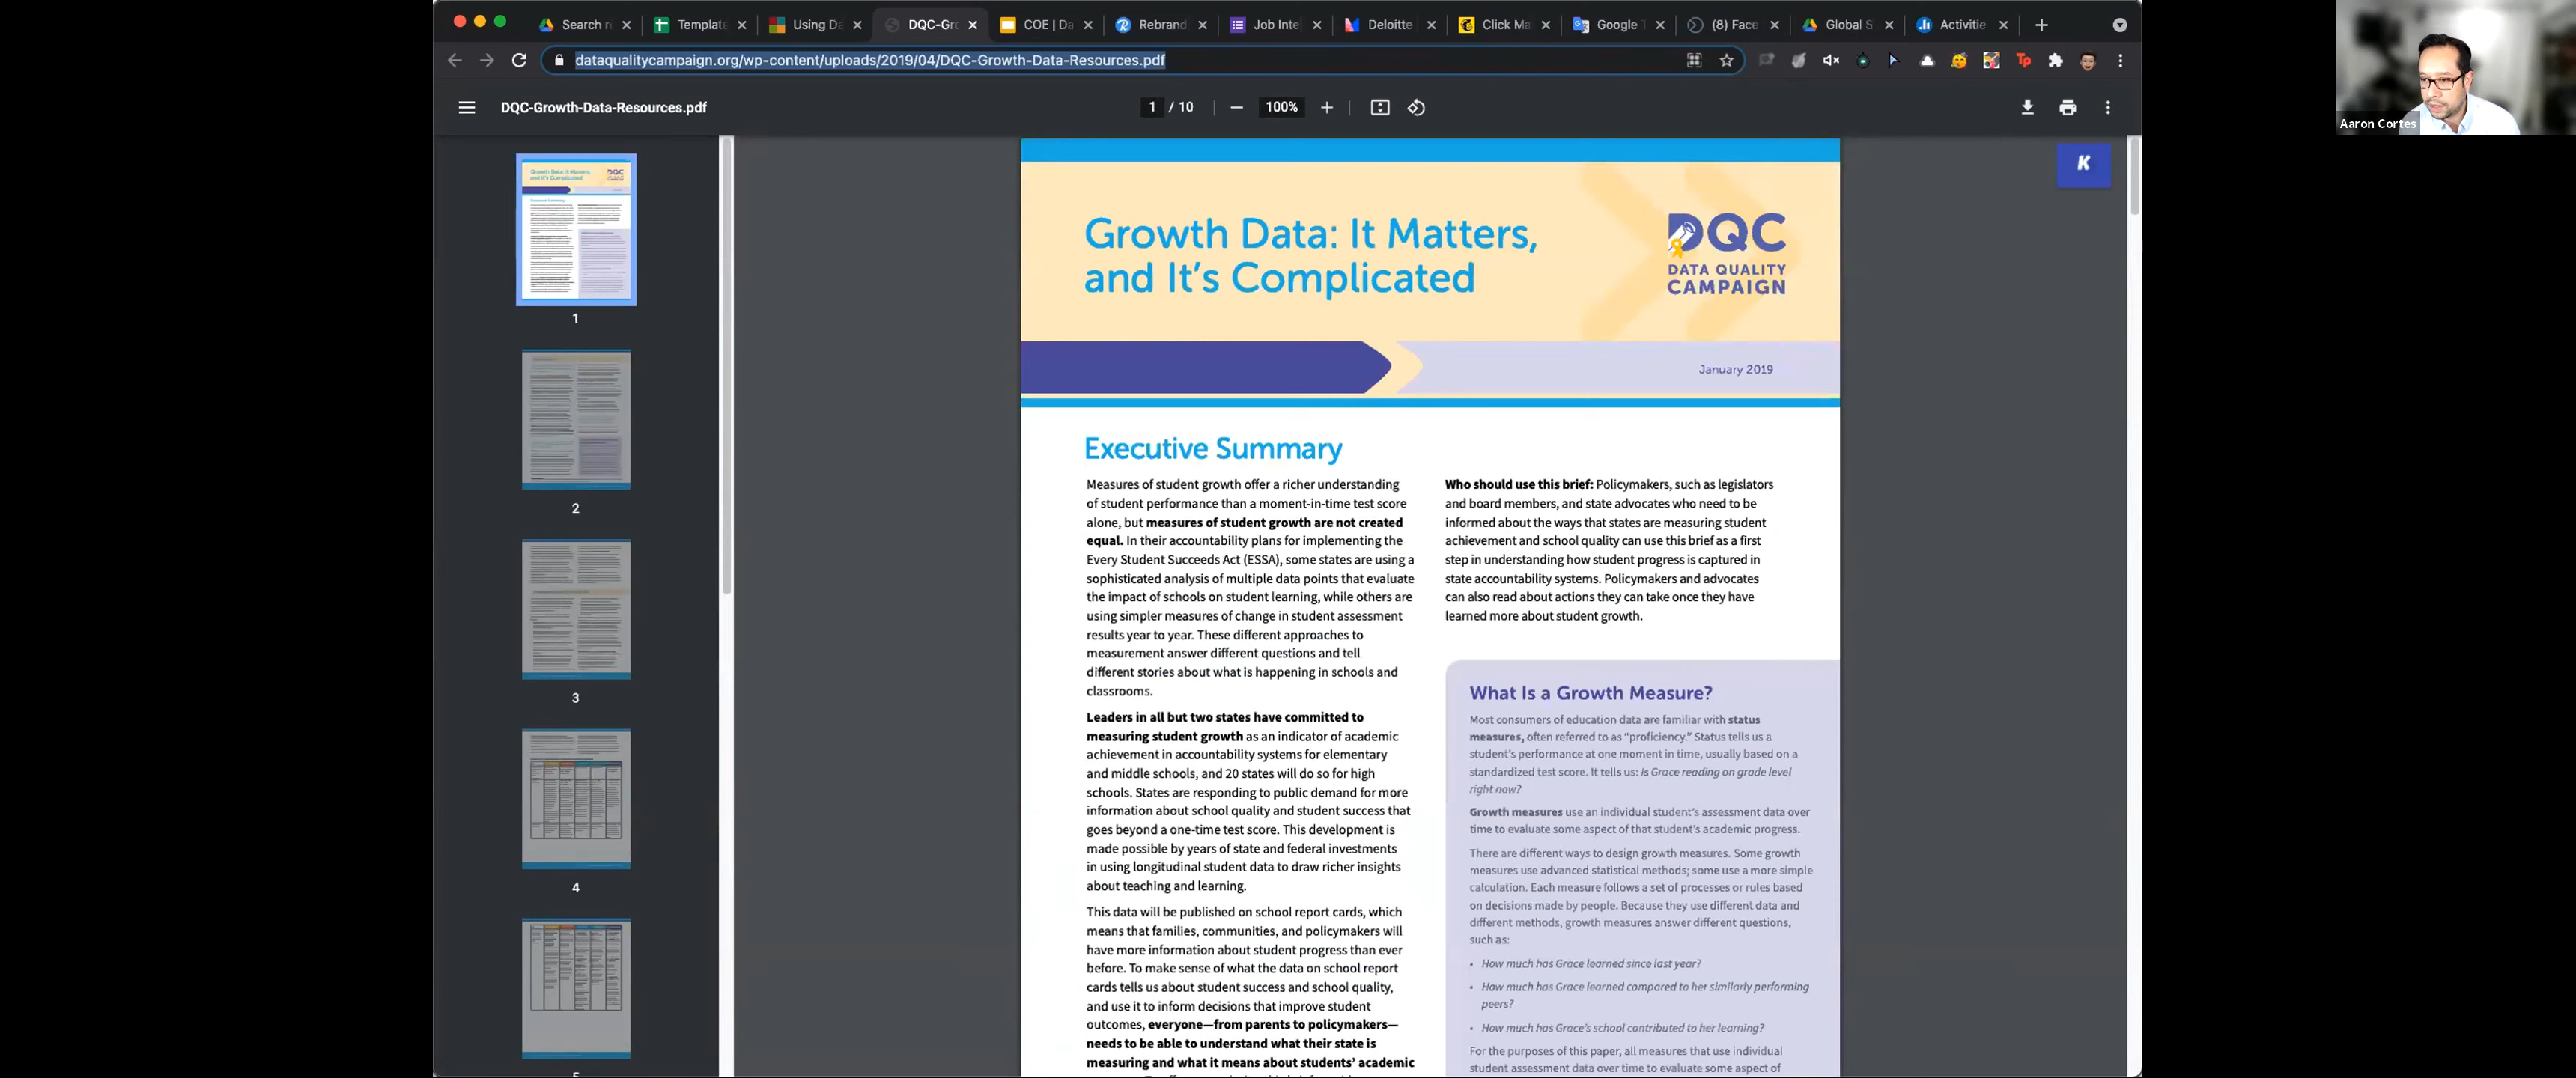 Search r
Template
Using Da
DQC-Gro
COE | Da
Rebrand
Job Inte
Deloitte
Click Ma
Google T
(8) Face
Global S
Activitie
dataqualitycampaign.org/wp-content/uploads/2019/04/DQC-Growth-Data-Resources.pdf
Aaron Cortes
DQC-Growth-Data-Resources.pdf
1 / 10
100%
K
1
2
3
4
5
Growth Data: It Matters,
and It's Complicated
DQC
DATA QUALITY
CAMPAIGN
January 2019
Executive Summary
Measures of student growth offer a richer understanding
of student performance than a moment-in-time test score
alone, but measures of student growth are not created
equal. In their accountability plans for implementing the
Every Student Succeeds Act (ESSA), some states are using a
sophisticated analysis of multiple data points that evaluate
the impact of schools on student learning, while others are
using simpler measures of change in student assessment
results year to year. These different approaches to
measurement answer different questions and tell
different stories about what is happening in schools and
classrooms.
Leaders in all but two states have committed to
measuring student growth as an indicator of academic
achievement in accountability systems for elementary
and middle schools, and 20 states will do so for high
schools. States are responding to public demand for more
information about school quality and student success that
goes beyond a one-time test score. This development is
made possible by years of state and federal investments
in using longitudinal student data to draw richer insights
about teaching and learning.
This data will be published on school report cards, which
means that families, communities, and policymakers will
have more information about student progress than ever
before. To make sense of what the data on school report
cards tells us about student success and school quality,
and use it to inform decisions that improve student
outcomes, everyone—from parents to policymakers—
needs to be able to understand what their state is
measuring and what it means about students' academic
Who should use this brief: Policymakers, such as legislators
and board members, and state advocates who need to be
informed about the ways that states are measuring student
achievement and school quality can use this brief as a first
step in understanding how student progress is captured in
state accountability systems. Policymakers and advocates
can also read about actions they can take once they have
learned more about student growth.
What Is a Growth Measure?
Most consumers of education data are familiar with status
measures, often referred to as "proficiency." Status tells us a
student's performance at one moment in time, usually based on a
standardized test score. It tells us: Is Grace reading on grade level
right now?
Growth measures use an individual student's assessment data over
time to evaluate some aspect of that student's academic progress.
There are different ways to design growth measures. Some growth
measures use advanced statistical methods; some use a more simple
calculation. Each measure follows a set of processes or rules based
on decisions made by people. Because they use different data and
different methods, growth measures answer different questions,
such as:
• How much has Grace learned since last year?
• How much has Grace learned compared to her similarly performing
peers?
• How much has Grace's school contributed to her learning?
For the purposes of this paper, all measures that use individual
student assessment data over time to evaluate some aspect of